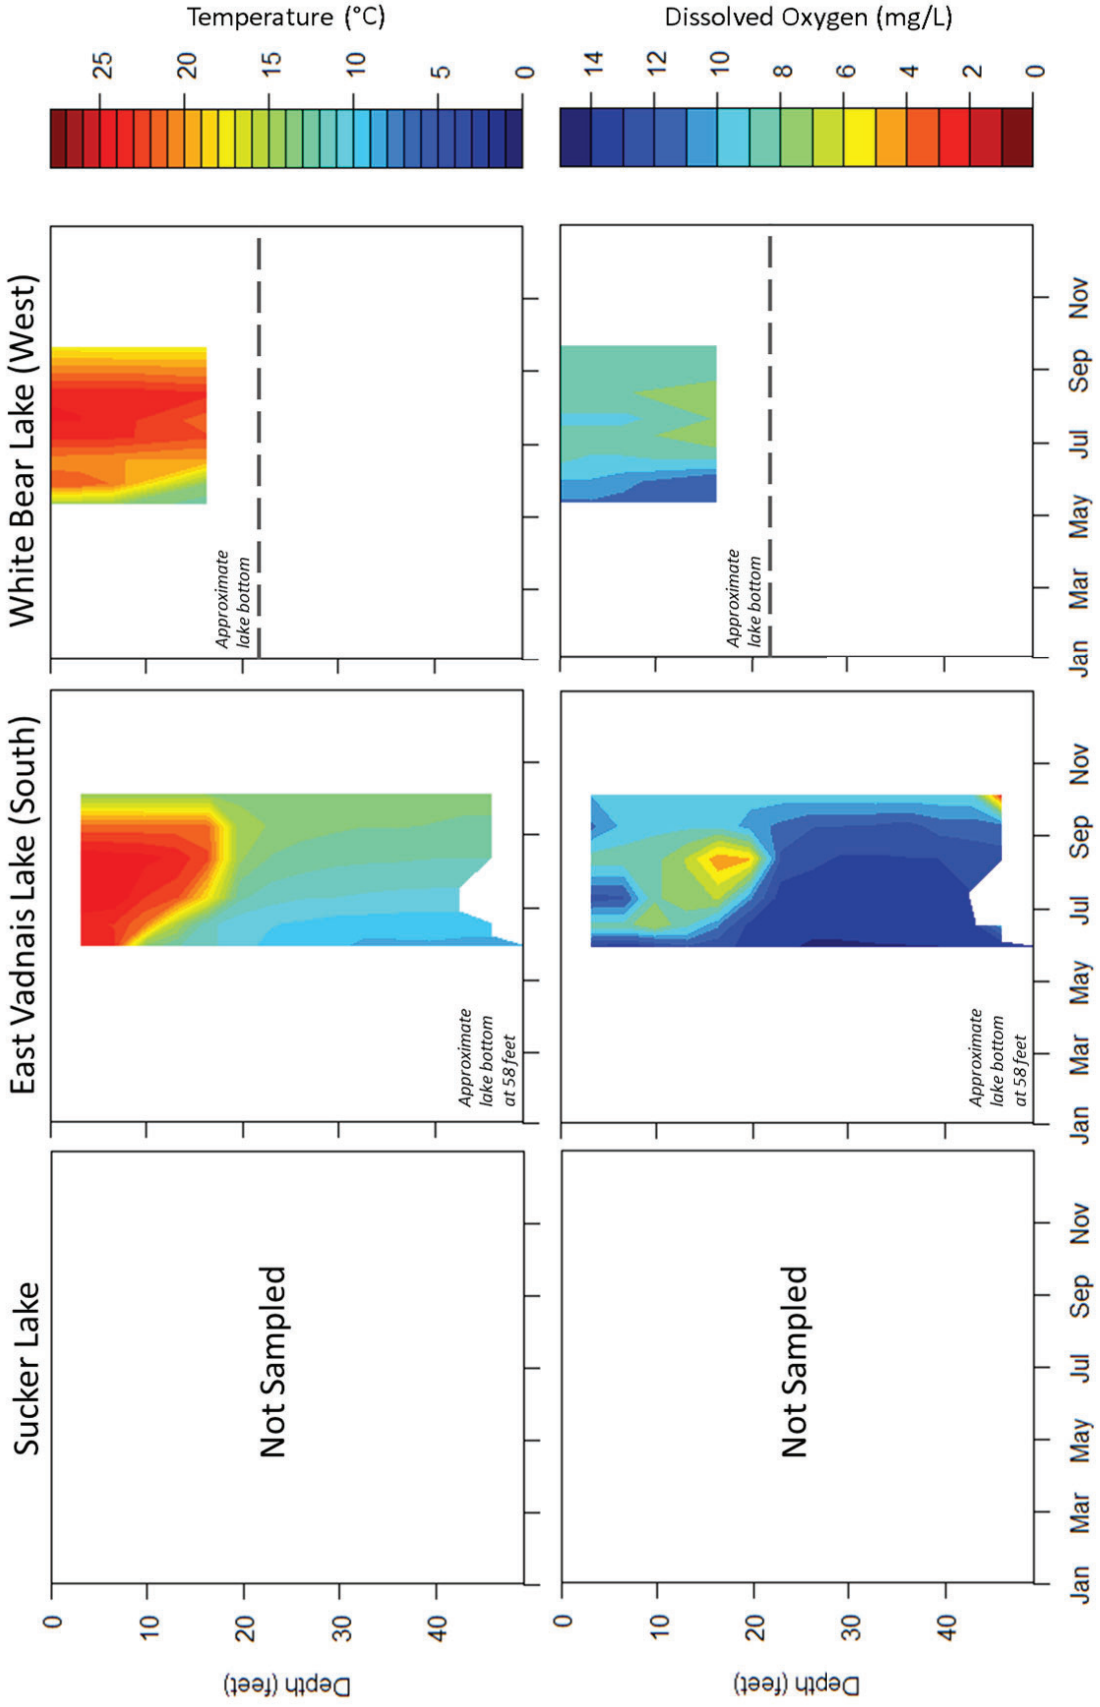 Sucker Lake
East Vadnais Lake (South)
White Bear Lake (West)
Depth (feet)
0
10
20
30
40
Not Sampled
Approximate
lake bottom
at 58 feet
Approximate
lake bottom
25
20
15
10
5
0
Temperature (°C)
Depth (feet)
0
10
20
30
40
Not Sampled
Approximate
lake bottom
at 58 feet
Approximate
lake bottom
14
12
10
8
6
4
2
0
Dissolved Oxygen (mg/L)
Jan Mar May Jul Sep Nov
Jan Mar May Jul Sep Nov
Jan Mar May Jul Sep Nov